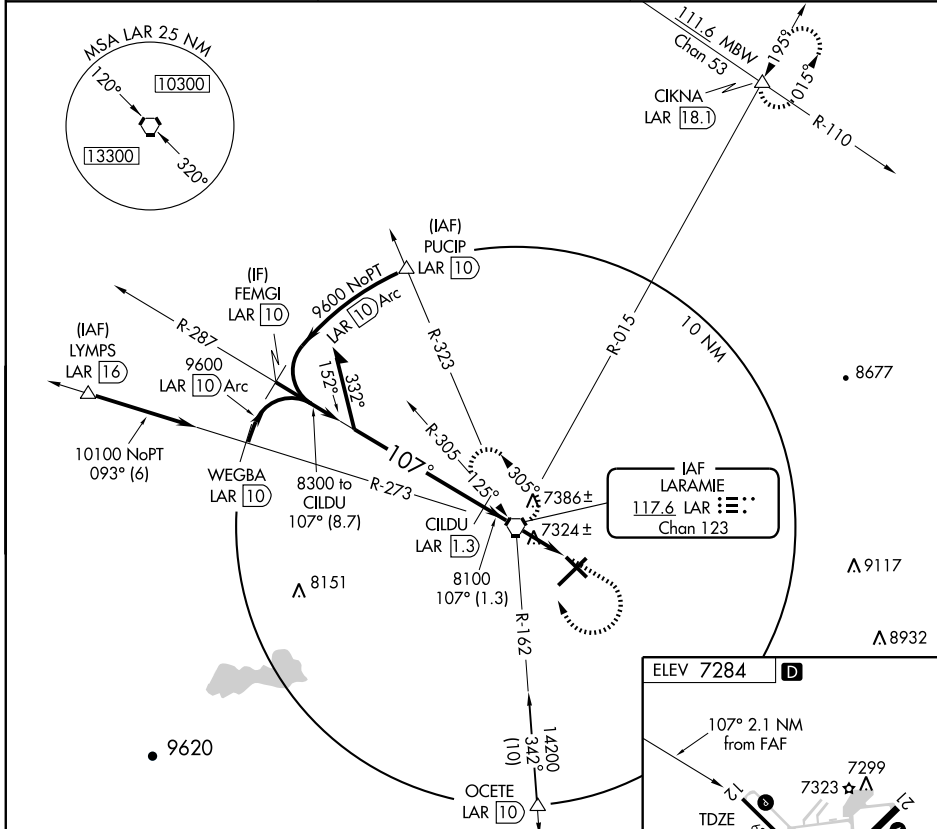 MSA LAR 25 NM
120°
10300
13300
320°
111.6 MBW
Chan 53
195°
015°
CIKNA
LAR 18.1
R-110
(IAF)
PUCIP
LAR 10
(IF)
FEMGI
LAR 10
9600 NoPT
LAR 10 Arc
R-287
R-323
R-015
10 NM
(IAF)
LYMPS
LAR 16
9600
LAR 10 Arc
152°
332°
8677
10100 NoPT
093° (6)
R-305
107°
125°
305°
WEGBA
LAR 10
8300 to
CILDU
107° (8.7)
R-273
7386±
7324±
IAF
LARAMIE
117.6 LAR
Chan 123
CILDU
LAR 1.3
8100
107° (1.3)
8151
9117
8932
R-162
9620
14200
342°
(10)
OCETE
LAR 10
ELEV 7284 D
107° 2.1 NM
from FAF
7299
7323
12
21
TDZE